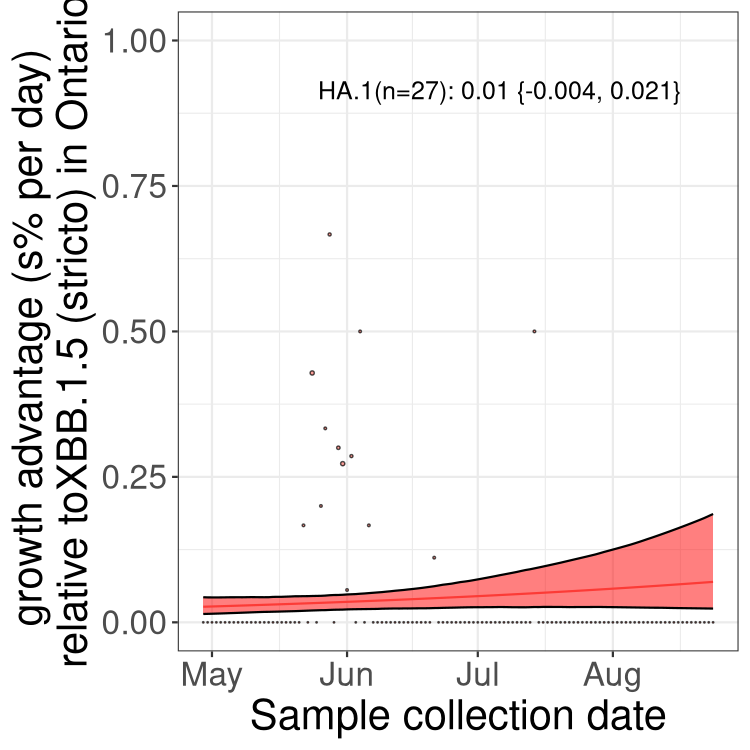 growth advantage (s% per day)
relative toXBB.1.5 (stricto) in Ontario
1.00
HA.1(n=27): 0.01 {-0.004, 0.021}
0.75
0.50
0.25
0.00
May Jun Jul Aug
Sample collection date